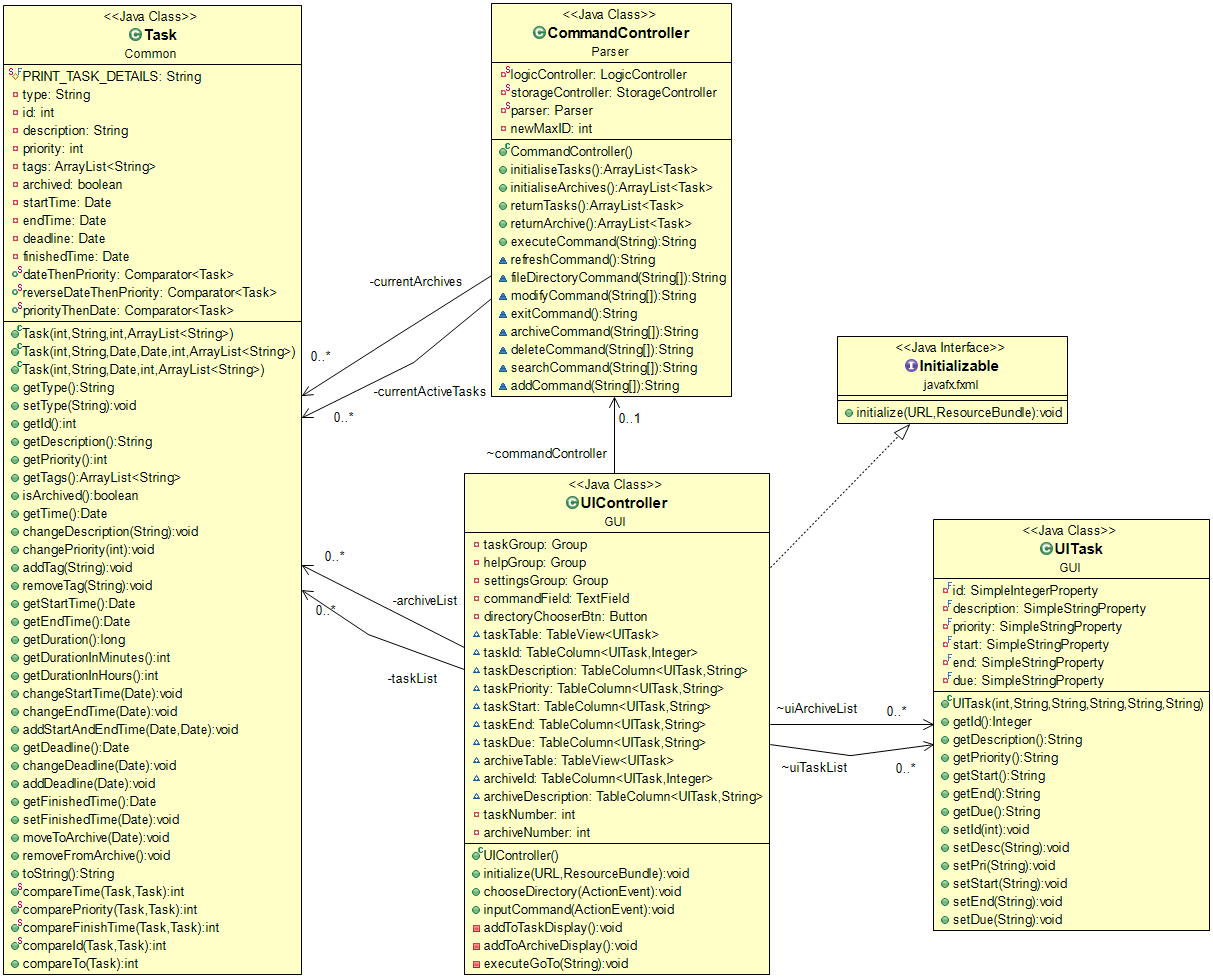 <<Java Class>>
Task
Common
PRINT_TASK_DETAILS: String
type: String
id: int
description: String
priority: int
tags: ArrayList<String>
archived: boolean
startTime: Date
endTime: Date
deadline: Date
finishedTime: Date
dateThenPriority: Comparator<Task>
reverseDateThenPriority: Comparator<Task>
priorityThenDate: Comparator<Task>
Task(int,String,int,ArrayList<String>)
Task(int,String,Date,Date,int,ArrayList<String>)
Task(int,String,Date,int,ArrayList<String>)
getType():String
setType(String):void
getId():int
getDescription():String
getPriority():int
getTags():ArrayList<String>
isArchived():boolean
getTime():Date
changeDescription(String):void
changePriority(int):void
addTag(String):void
removeTag(String):void
getStartTime():Date
getEndTime():Date
getDuration():long
getDurationInMinutes():int
getDurationInHours():int
changeStartTime(Date):void
changeEndTime(Date):void
addStartAndEndTime(Date,Date):void
getDeadline():Date
changeDeadline(Date):void
addDeadline(Date):void
getFinishedTime():Date
setFinishedTime(Date):void
moveToArchive(Date):void
removeFromArchive():void
toString():String
compareTime(Task,Task):int
comparePriority(Task,Task):int
compareFinishTime(Task,Task):int
compareId(Task,Task):int
compareTo(Task):int
<<Java Class>>
CommandController
Parser
logicController: LogicController
storageController: StorageController
parser: Parser
newMaxID: int
CommandController()
initialiseTasks():ArrayList<Task>
initialiseArchives():ArrayList<Task>
returnTasks():ArrayList<Task>
returnArchive():ArrayList<Task>
executeCommand(String):String
refreshCommand():String
fileDirectoryCommand(String[]):String
modifyCommand(String[]):String
exitCommand():String
archiveCommand(String[]):String
deleteCommand(String[]):String
searchCommand(String[]):String
addCommand(String[]):String
-currentArchives
0..*
-currentActiveTasks
0..*
0..1
~commandController
<<Java Interface>>
Initializable
javafx.fxml
initialize(URL,ResourceBundle):void
<<Java Class>>
UIController
GUI
taskGroup: Group
helpGroup: Group
settingsGroup: Group
commandField: TextField
directoryChooserBtn: Button
taskTable: TableView<UITask>
taskId: TableColumn<UITask,Integer>
taskDescription: TableColumn<UITask,String>
taskPriority: TableColumn<UITask,String>
taskStart: TableColumn<UITask,String>
taskEnd: TableColumn<UITask,String>
taskDue: TableColumn<UITask,String>
archiveTable: TableView<UITask>
archiveId: TableColumn<UITask,Integer>
archiveDescription: TableColumn<UITask,String>
taskNumber: int
archiveNumber: int
UIController()
initialize(URL,ResourceBundle):void
chooseDirectory(ActionEvent):void
inputCommand(ActionEvent):void
addToTaskDisplay():void
addToArchiveDisplay():void
executeGoTo(String):void
0..*
-archiveList
0..*
-taskList
~uiArchiveList
0..*
~uiTaskList
0..*
<<Java Class>>
UITask
GUI
id: SimpleIntegerProperty
description: SimpleStringProperty
priority: SimpleStringProperty
start: SimpleStringProperty
end: SimpleStringProperty
due: SimpleStringProperty
UITask(int,String,String,String,String,String)
getId():Integer
getDescription():String
getPriority():String
getStart():String
getEnd():String
getDue():String
setId(int):void
setDesc(String):void
setPri(String):void
setStart(String):void
setEnd(String):void
setDue(String):void